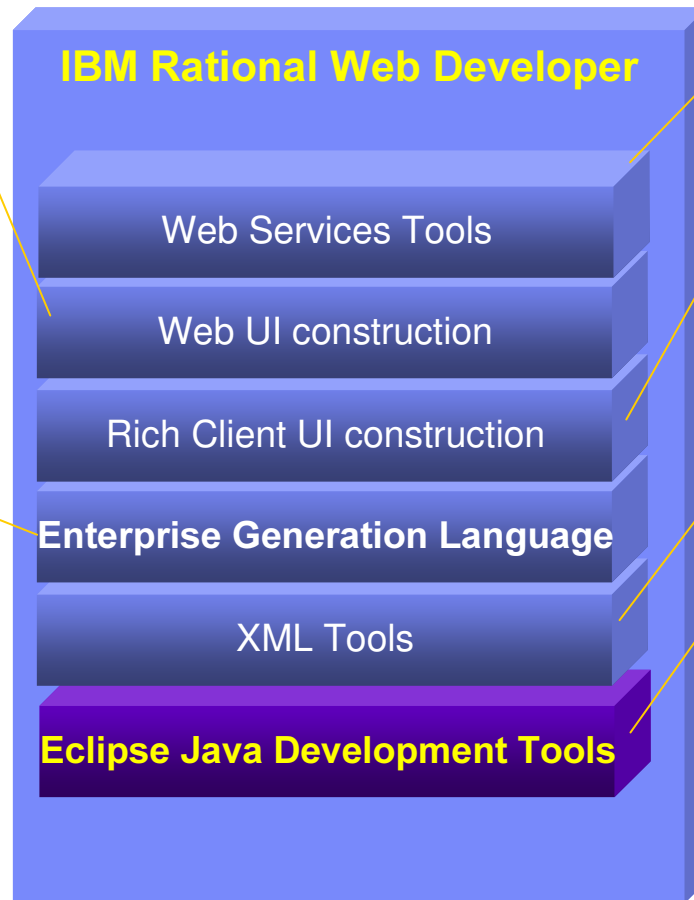 IBM Rational Web Developer
Web Services Tools
Web UI construction
Rich Client UI construction
Enterprise Generation Language
XML Tools
Eclipse Java Development Tools